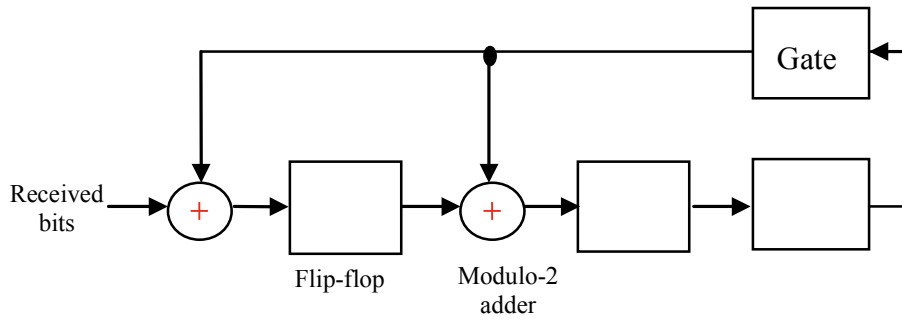 Gate
Received
bits
+
+
Flip-flop
Modulo-2
adder